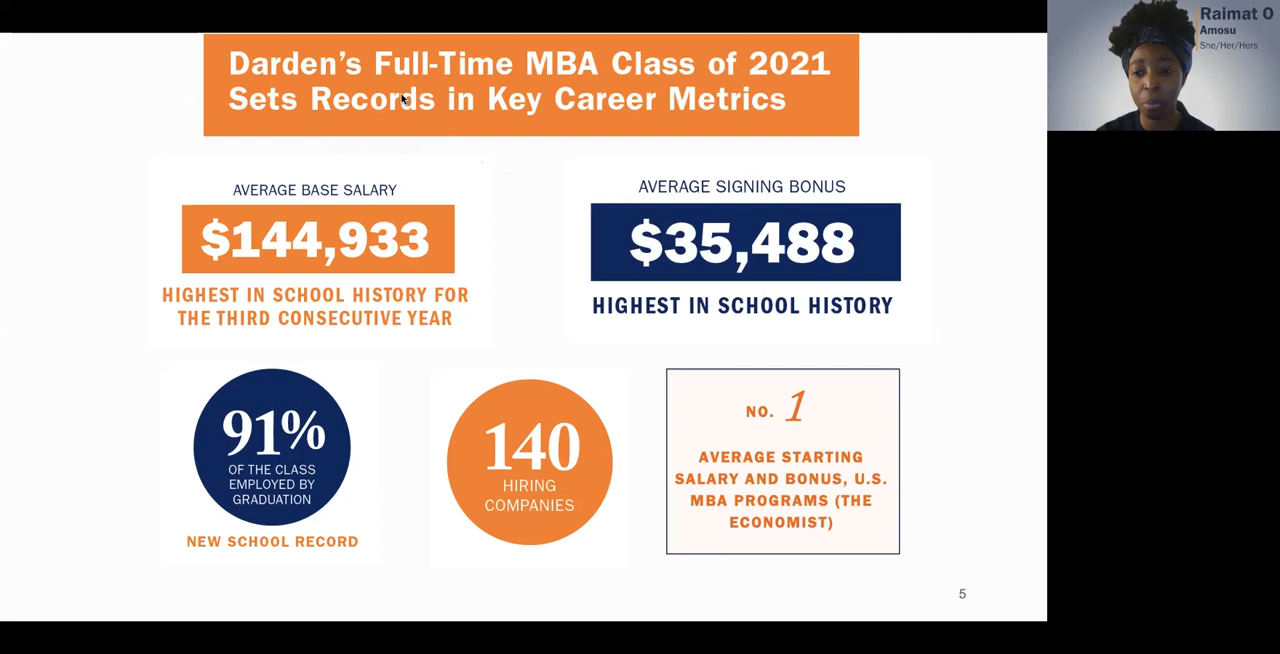 Darden's Full-Time MBA Class of 2021
Sets Records in Key Career Metrics
AVERAGE BASE SALARY
$144,933
HIGHEST IN SCHOOL HISTORY FOR
THE THIRD CONSECUTIVE YEAR
AVERAGE SIGNING BONUS
$35,488
HIGHEST IN SCHOOL HISTORY
91%
OF THE CLASS
EMPLOYED BY
GRADUATION
NEW SCHOOL RECORD
140
HIRING
COMPANIES
NO. 1
AVERAGE STARTING
SALARY AND BONUS, U.S.
MBA PROGRAMS (THE
ECONOMIST)
5
Raimat O
Amosu
She/Her/Hers